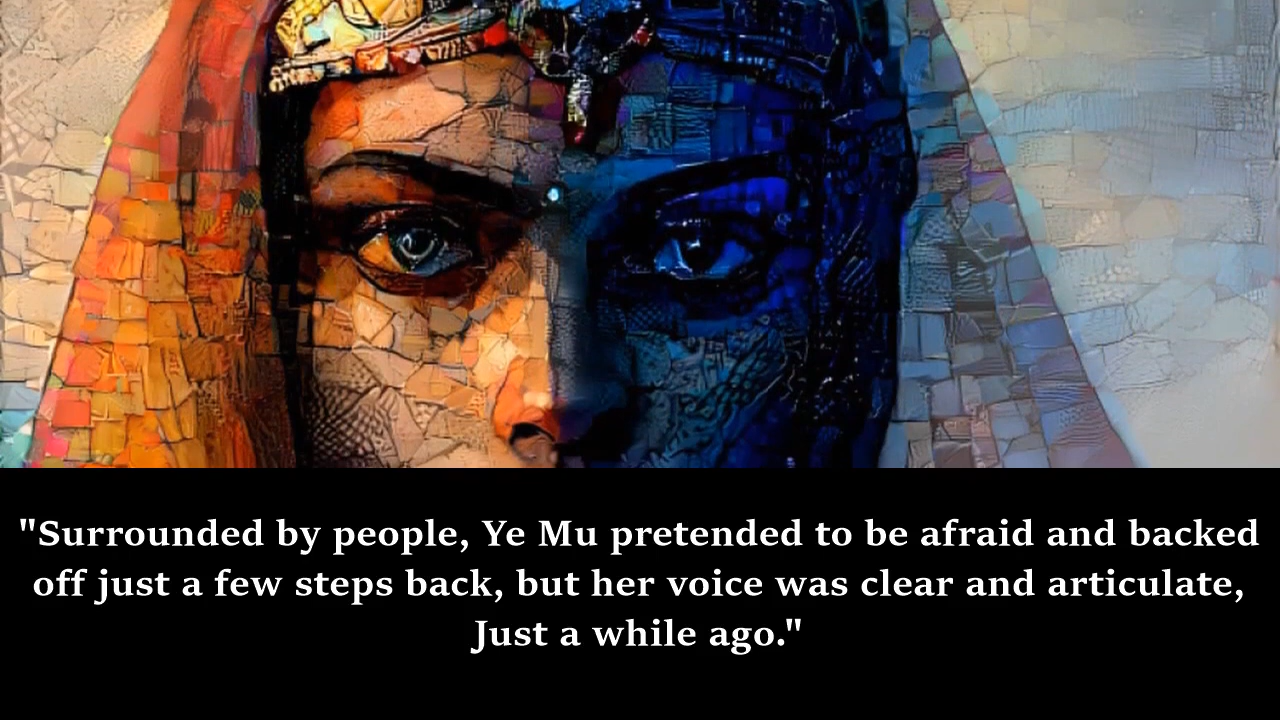 "Surrounded by people, Ye Mu pretended to be afraid and backed
off just a few steps back, but her voice was clear and articulate,
Just a while ago."